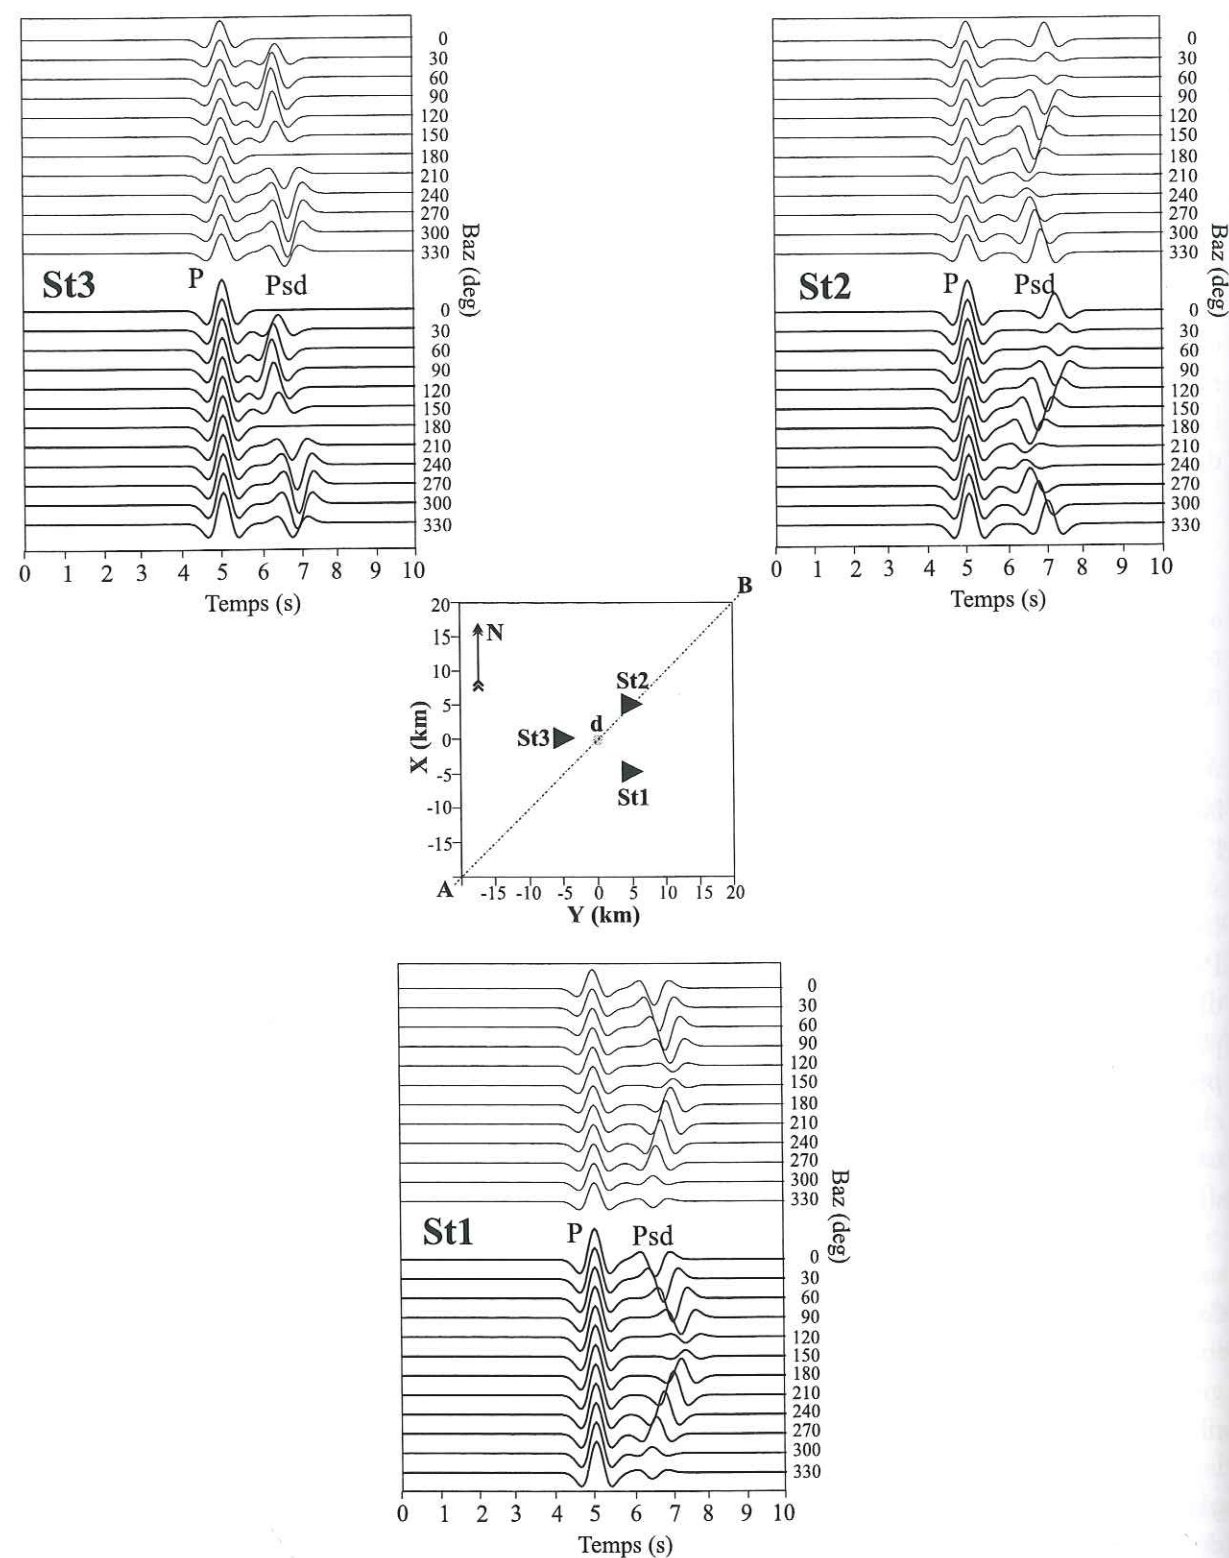 0
30
60
90
120
150
180
210
240
270
300
330
Baz (deg)
St3
P
Psd
0
30
60
90
120
150
180
210
240
270
300
330
0 1 2 3 4 5 6 7 8 9 10
Temps (s)
0
30
60
90
120
150
180
210
240
270
300
330
Baz (deg)
St2
P
Psd
0
30
60
90
120
150
180
210
240
270
300
330
0 1 2 3 4 5 6 7 8 9 10
Temps (s)
B
20
15
10
5
0
-5
-10
-15
X (km)
N
St2
d
St3
St1
A
-15 -10 -5 0 5 10 15 20
Y (km)
0
30
60
90
120
150
180
210
240
270
300
330
Baz (deg)
St1
P
Psd
0
30
60
90
120
150
180
210
240
270
300
330
0 1 2 3 4 5 6 7 8 9 10
Temps (s)